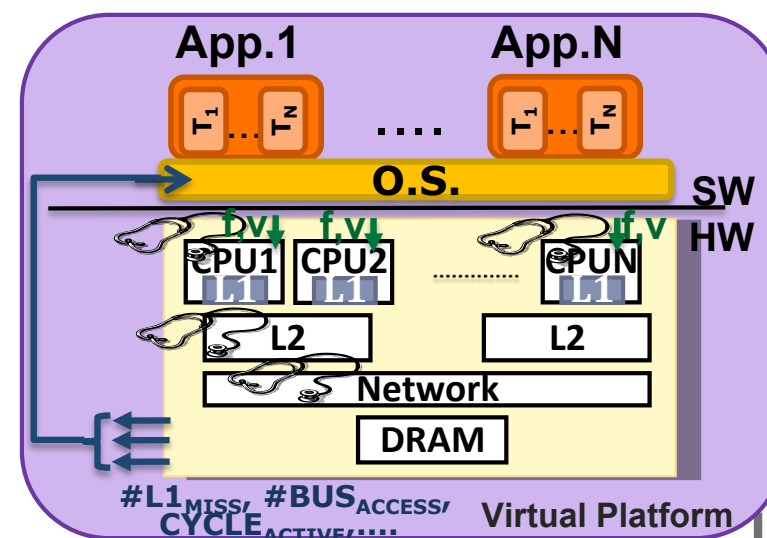 App.1 App.N
T1 ... TN .... T1 ... TN
O.S.
SW
HW
f,v f,v f,v
CPU1 CPU2 .............. CPUN
L1 L1 L1
L2 L2
Network
DRAM
#L1MISS, #BUSACCESS,
CYCLEACTIVE,....
Virtual Platform